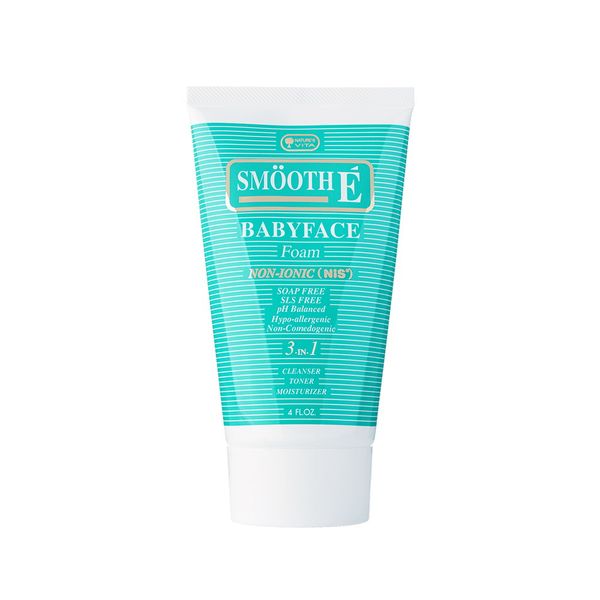 NATURE'S
VITA
SMÖOTH É
BABYFACE
Foam
NON-IONIC (NIS*)
SOAP FREE
SLS FREE
pH Balanced
Hypo-allergenic
Non-Comedogenic
3-IN-1
CLEANSER
TONER
MOISTURIZER
4 FL.OZ.